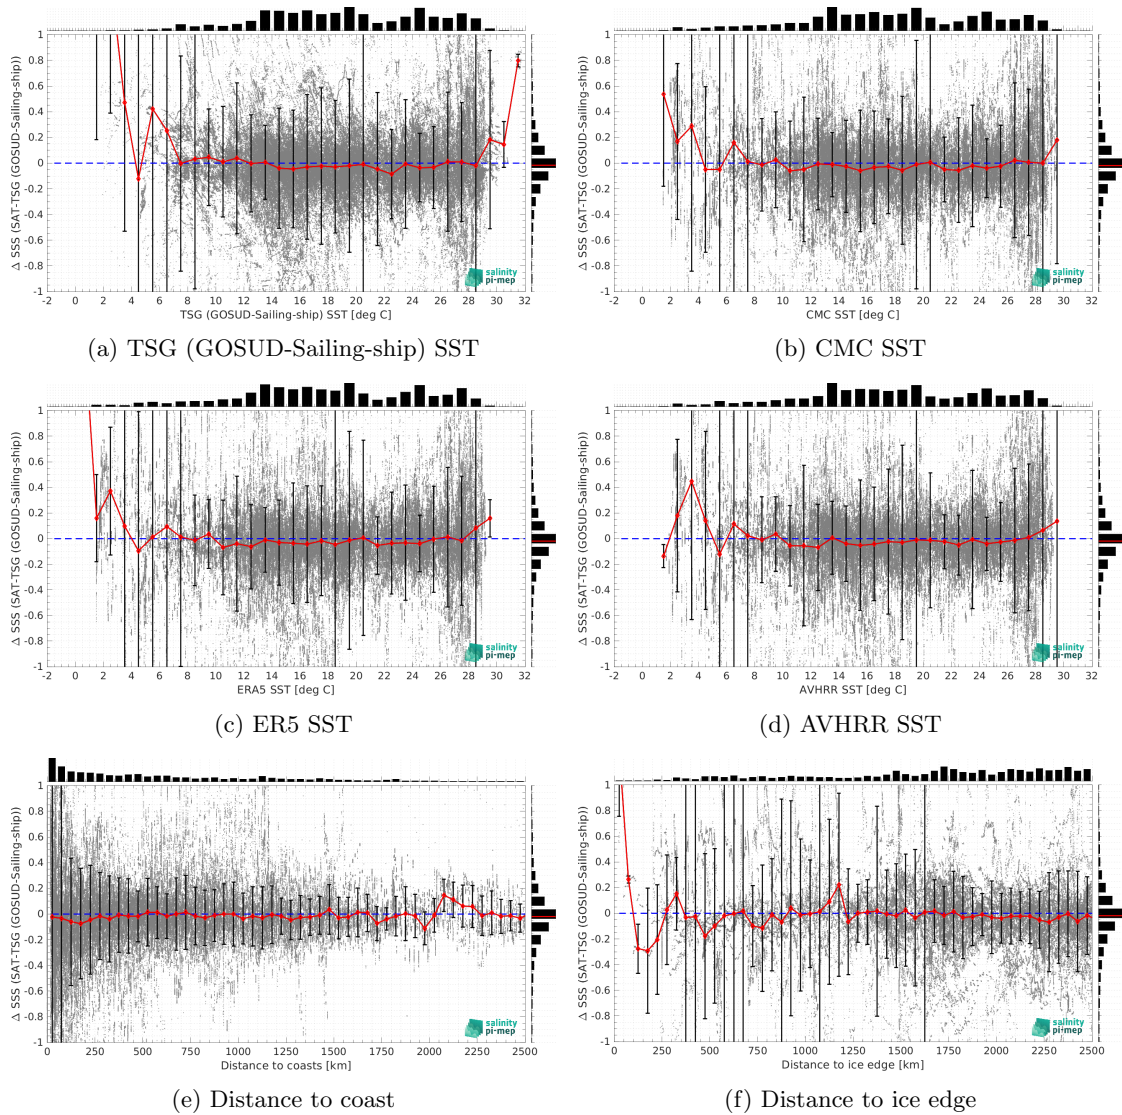 1
0.8
0.6
0.4
0.2
0
-0.2
-0.4
-0.6
-0.8
-1
Δ SSS (SAT-TSG (GOSUD-Sailing-ship))
-2 0 2 4 6 8 10 12 14 16 18 20 22 24 26 28 30 32
TSG (GOSUD-Sailing-ship) SST [deg C]
salinity
pi-mep
(a) TSG (GOSUD-Sailing-ship) SST
1
0.8
0.6
0.4
0.2
0
-0.2
-0.4
-0.6
-0.8
-1
Δ SSS (SAT-TSG (GOSUD-Sailing-ship))
-2 0 2 4 6 8 10 12 14 16 18 20 22 24 26 28 30 32
CMC SST [deg C]
salinity
pi-mep
(b) CMC SST
1
0.8
0.6
0.4
0.2
0
-0.2
-0.4
-0.6
-0.8
-1
Δ SSS (SAT-TSG (GOSUD-Sailing-ship))
-2 0 2 4 6 8 10 12 14 16 18 20 22 24 26 28 30 32
ERA5 SST [deg C]
salinity
pi-mep
(c) ER5 SST
1
0.8
0.6
0.4
0.2
0
-0.2
-0.4
-0.6
-0.8
-1
Δ SSS (SAT-TSG (GOSUD-Sailing-ship))
-2 0 2 4 6 8 10 12 14 16 18 20 22 24 26 28 30 32
AVHRR SST [deg C]
salinity
pi-mep
(d) AVHRR SST
1
0.8
0.6
0.4
0.2
0
-0.2
-0.4
-0.6
-0.8
-1
Δ SSS (SAT-TSG (GOSUD-Sailing-ship))
0 250 500 750 1000 1250 1500 1750 2000 2250 2500
Distance to coasts [km]
salinity
pi-mep
(e) Distance to coast
1
0.8
0.6
0.4
0.2
0
-0.2
-0.4
-0.6
-0.8
-1
Δ SSS (SAT-TSG (GOSUD-Sailing-ship))
0 250 500 750 1000 1250 1500 1750 2000 2250 2500
Distance to ice edge [km]
salinity
pi-mep
(f) Distance to ice edge